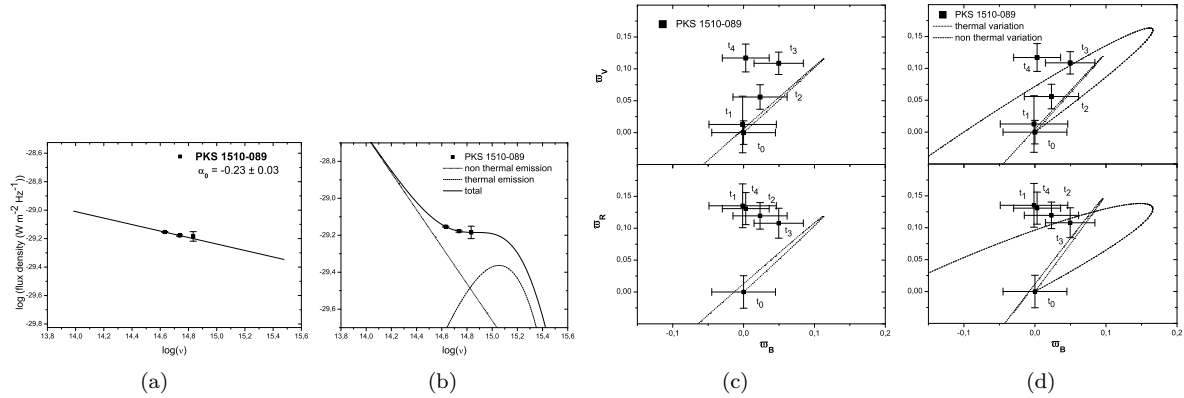 PKS 1510-089
α₀ = -0.23 ± 0.03
log (flux density (W m⁻² Hz⁻¹))
-28,6
-28,8
-29,0
-29,2
-29,4
-29,6
-29,8
13,8 14,0 14,2 14,4 14,6 14,8 15,0 15,2 15,4 15,6
log(ν)
(a)
PKS 1510-089
non thermal emission
thermal emission
total
-28.8
-29.0
-29.2
-29.4
-29.6
13,8 14,0 14,2 14,4 14,6 14,8 15,0 15,2 15,4 15,6
log(ν)
(b)
PKS 1510-089
ϖV
0,15
0,10
0,05
0,00
t₄ t₃
t₂
t₁
t₀
ϖR
0,15
0,10
0,05
0,00
t₁ t₄ t₂
t₃
t₀
-0,1 0,0 0,1 0,2
ϖB
(c)
PKS 1510-089
thermal variation
non thermal variation
0,15
0,10
0,05
0,00
t₃
t₄
t₂
t₁
t₀
0,15
0,10
0,05
0,00
t₁ t₄ t₂
t₃
t₀
-0,1 0,0 0,1 0,2
ϖB
(d)